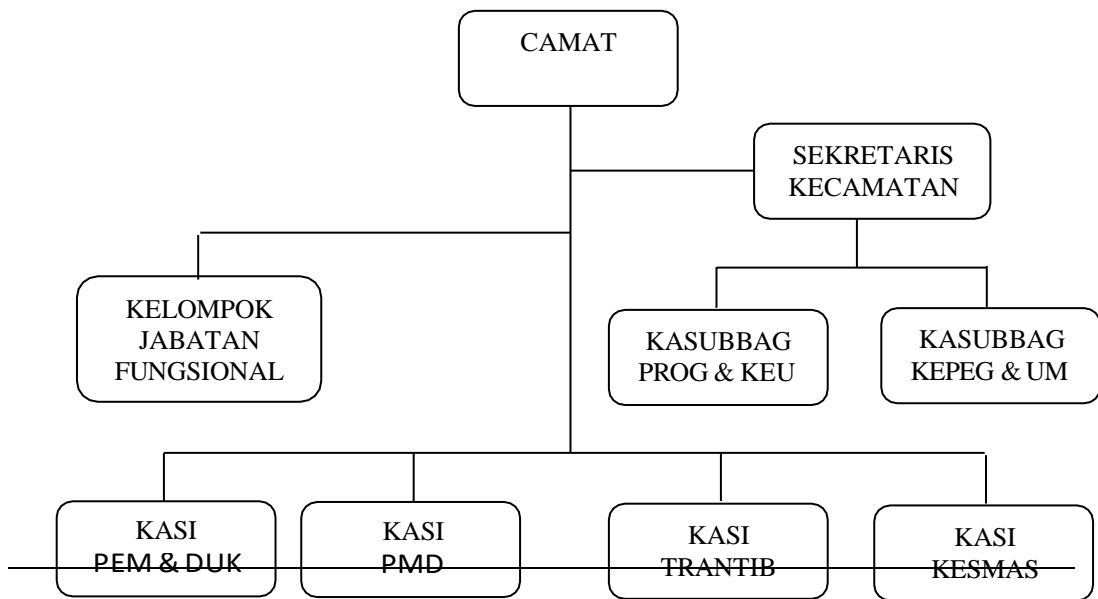 CAMAT
SEKRETARIS
KECAMATAN
KELOMPOK
JABATAN
FUNGSIONAL
KASUBBAG
PROG & KEU
KASUBBAG
KEPEG & UM
KASI
PEM & DUK
KASI
PMD
KASI
TRANTIB
KASI
KESMAS